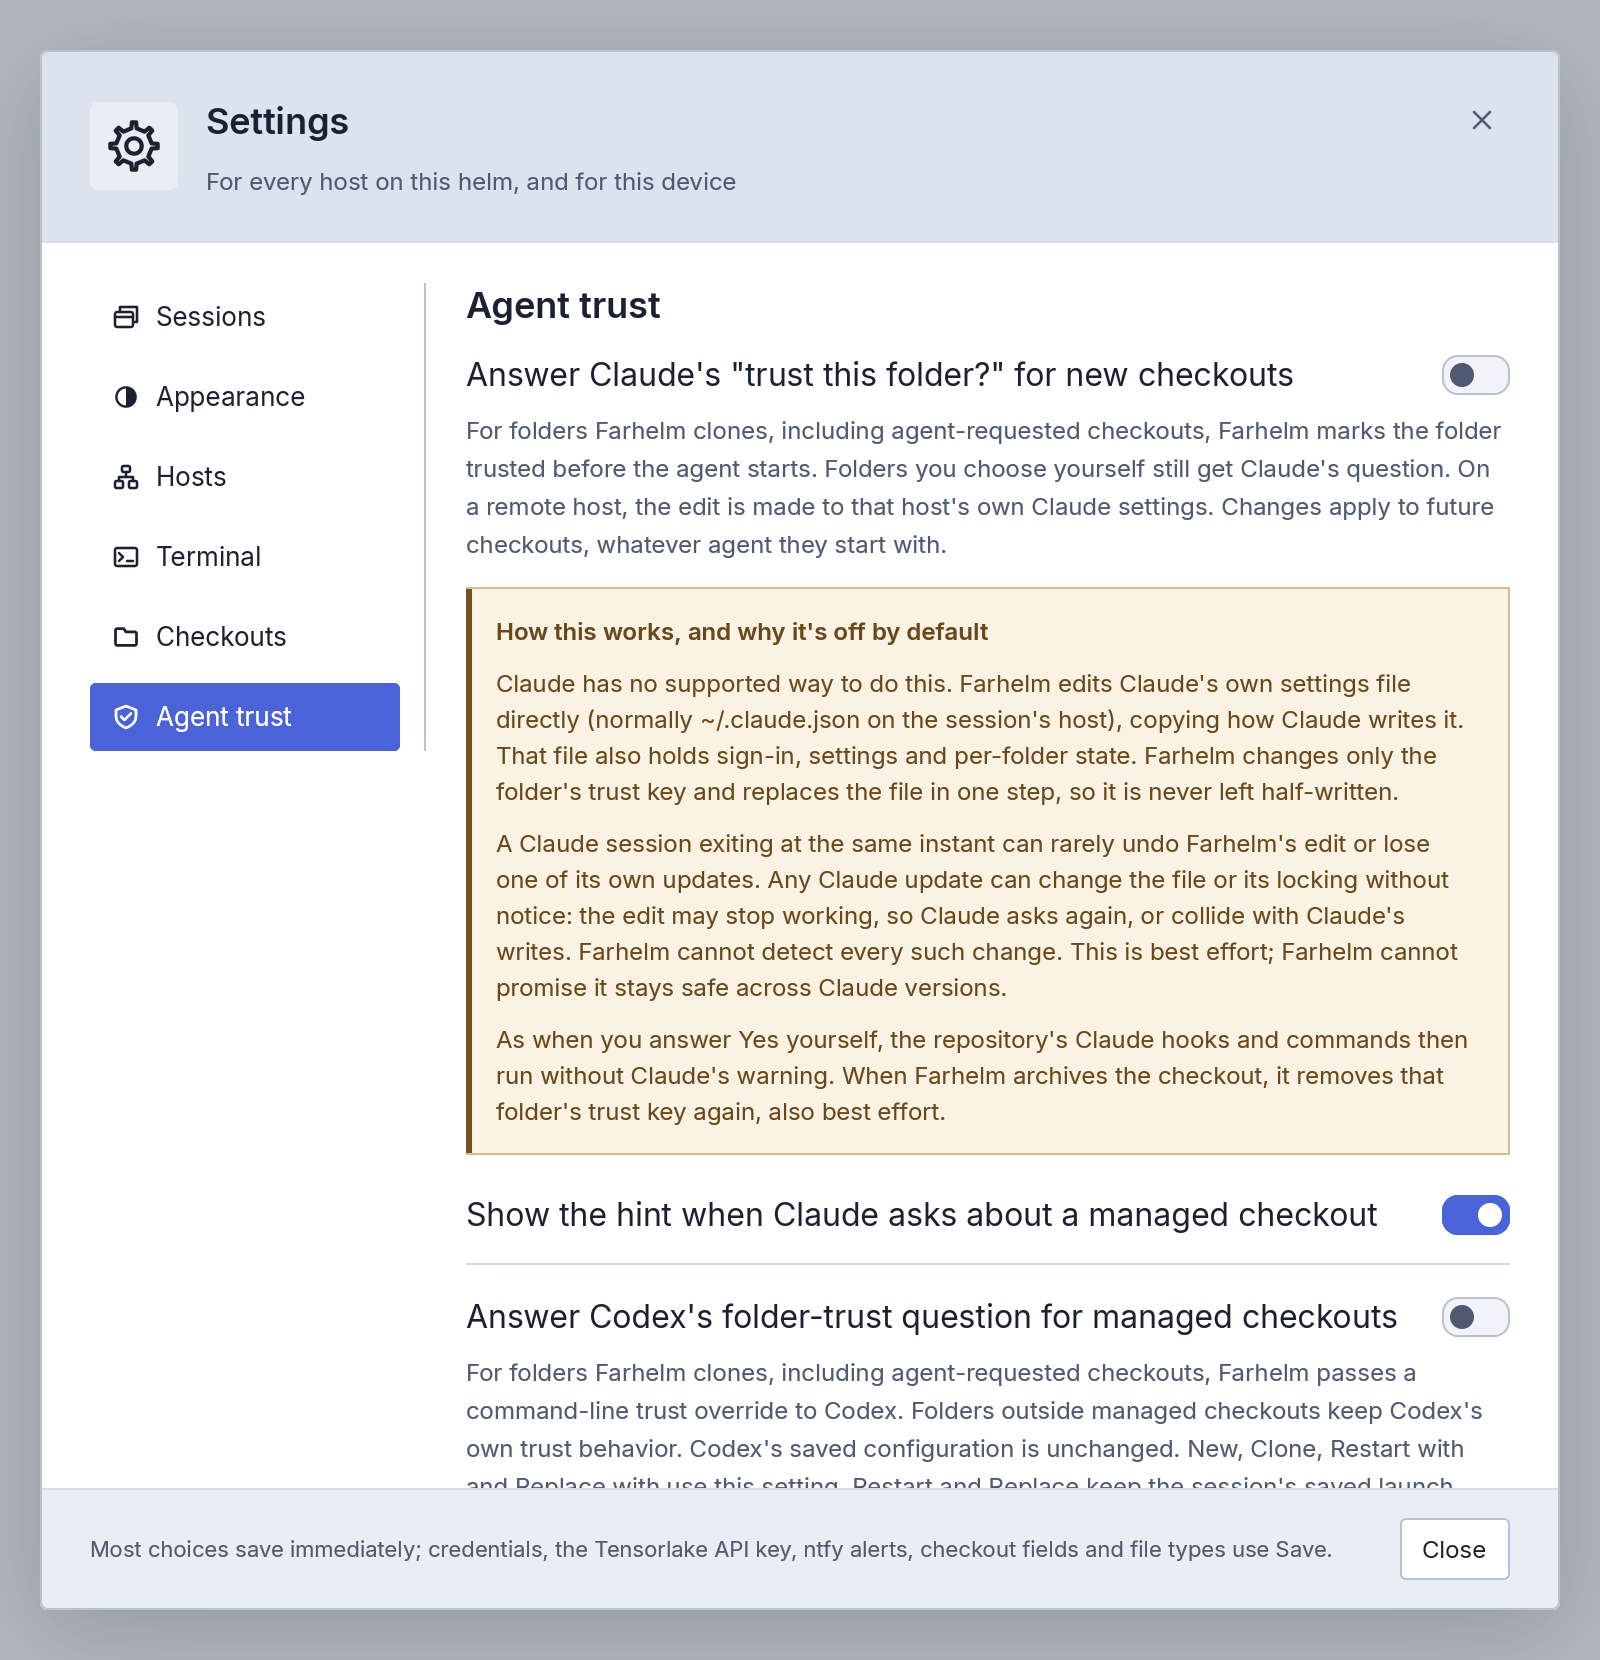 Settings
For every host on this helm, and for this device
Sessions
Appearance
Hosts
Terminal
Checkouts
Agent trust
Agent trust
Answer Claude's "trust this folder?" for new checkouts
For folders Farhelm clones, including agent-requested checkouts, Farhelm marks the folder
trusted before the agent starts. Folders you choose yourself still get Claude's question. On
a remote host, the edit is made to that host's own Claude settings. Changes apply to future
checkouts, whatever agent they start with.
How this works, and why it's off by default
Claude has no supported way to do this. Farhelm edits Claude's own settings file
directly (normally ~/.claude.json on the session's host), copying how Claude writes it.
That file also holds sign-in, settings and per-folder state. Farhelm changes only the
folder's trust key and replaces the file in one step, so it is never left half-written.
A Claude session exiting at the same instant can rarely undo Farhelm's edit or lose
one of its own updates. Any Claude update can change the file or its locking without
notice: the edit may stop working, so Claude asks again, or collide with Claude's
writes. Farhelm cannot detect every such change. This is best effort; Farhelm cannot
promise it stays safe across Claude versions.
As when you answer Yes yourself, the repository's Claude hooks and commands then
run without Claude's warning. When Farhelm archives the checkout, it removes that
folder's trust key again, also best effort.
Show the hint when Claude asks about a managed checkout
Answer Codex's folder-trust question for managed checkouts
For folders Farhelm clones, including agent-requested checkouts, Farhelm passes a
command-line trust override to Codex. Folders outside managed checkouts keep Codex's
own trust behavior. Codex's saved configuration is unchanged. New, Clone, Restart with
and Replace with use this setting. Restart and Replace keep the session's saved launch
Most choices save immediately; credentials, the Tensorlake API key, ntfy alerts, checkout fields and file types use Save.
Close